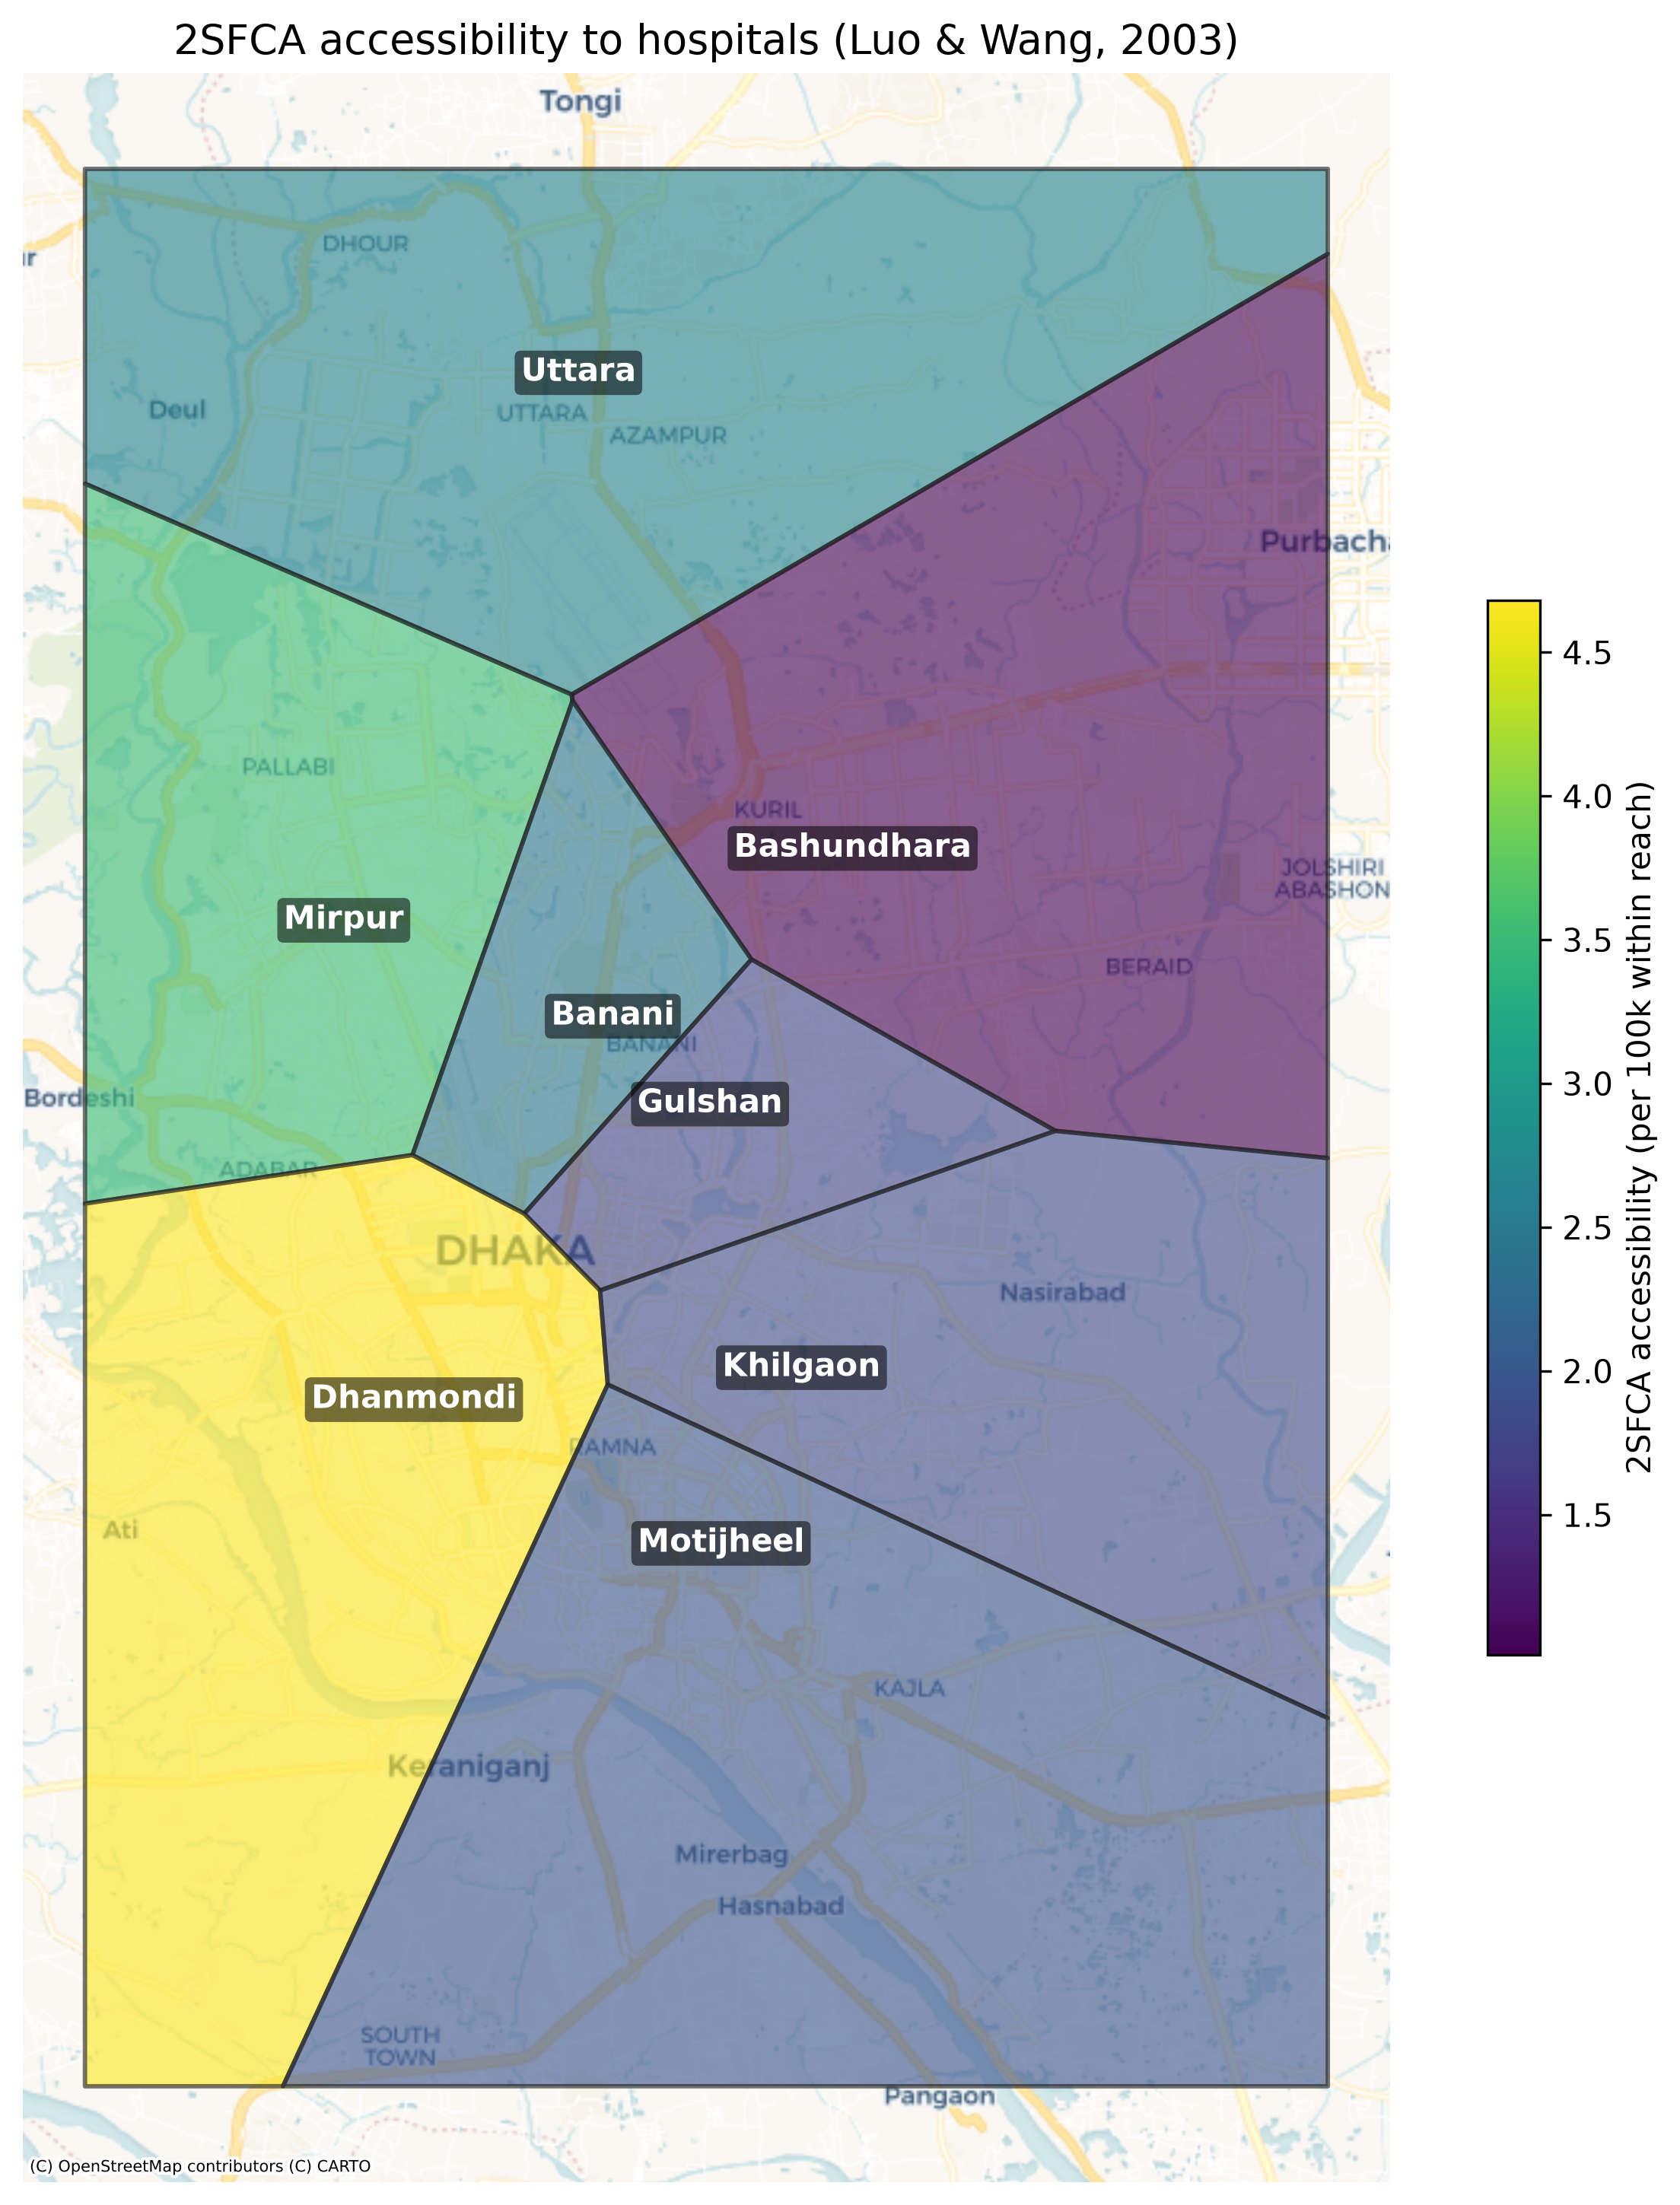 2SFCA accessibility to hospitals (Luo & Wang, 2003)
Tongi
DHOUR
Uttara
Deul
UTTARA
AZAMPUR
Purbacha
PALLABI
KURIL
Bashundhara
JOLSHIRI
ABASHON
Mirpur
BERAID
Banani
BANANI
Bordeshi
Gulshan
ADABAR
DHAKA
Nasirabad
Khilgaon
Dhanmondi
RAMNA
Ati
Motijheel
KAJLA
Keraniganj
Mirerbag
Hasnabad
SOUTH
TOWN
Pangaon
(C) OpenStreetMap contributors (C) CARTO
4.5
4.0
3.5
3.0
2.5
2.0
1.5
2SFCA accessibility (per 100k within reach)